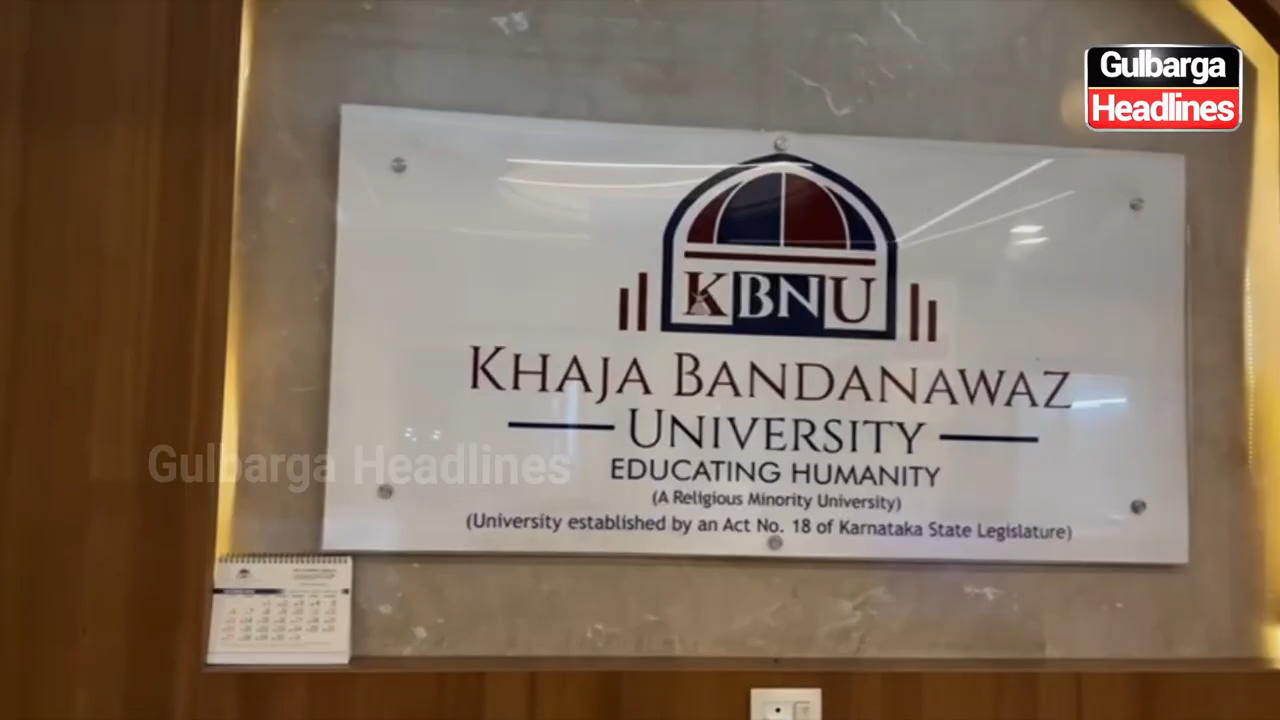 Gulbarga
Headlines
KBNU
KHAJA BANDANAWAZ
UNIVERSITY
EDUCATING HUMANITY
(A Religious Minority University)
(University established by an Act No. 18 of Karnataka State Legislature)
Gulbarga Headlines